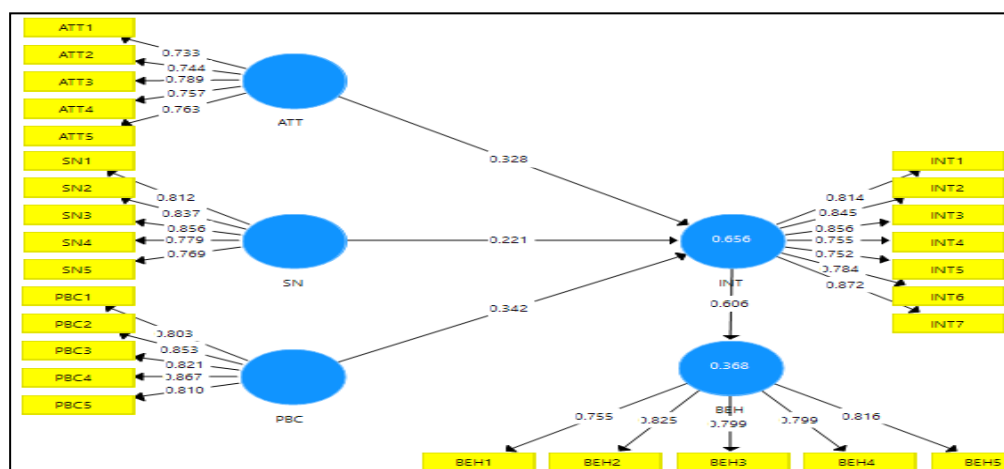 ATT1
ATT2
ATT3
ATT4
ATT5
0.733
0.744
0.789
0.757
0.763
ATT
SN1
SN2
SN3
SN4
SN5
0.812
0.837
0.856
0.779
0.769
SN
PBC1
PBC2
PBC3
PBC4
PBC5
0.803
0.853
0.821
0.867
0.810
PBC
0.328
0.221
0.342
0.656
INT
0.814
0.845
0.856
0.755
0.752
0.784
0.872
INT1
INT2
INT3
INT4
INT5
INT6
INT7
0.606
0.368
BEH
0.755
0.825
0.799
0.799
0.816
BEH1
BEH2
BEH3
BEH4
BEH5